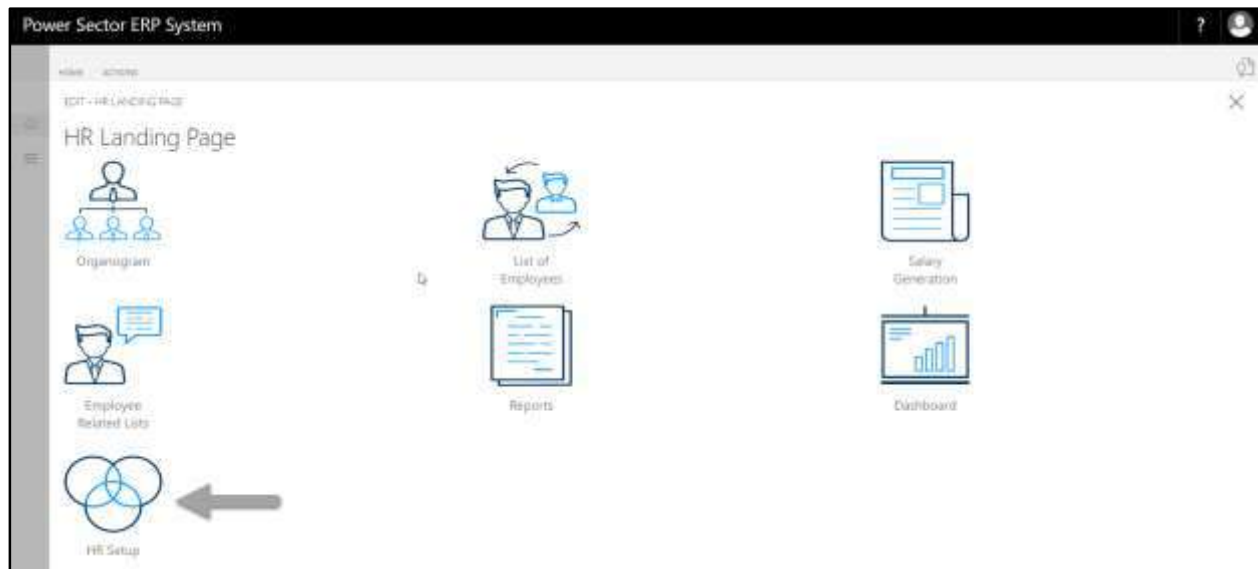 Power Sector ERP System
?
HOME ACTIONS
EDIT - HR LANDING PAGE
HR Landing Page
Organogram
List of
Employees
Salary
Generation
Employee
Related Lists
Reports
Dashboard
HR Setup